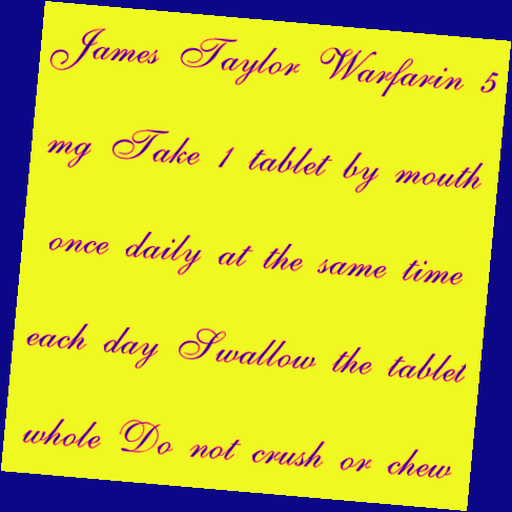 James Taylor Warfarin 5
mg Take 1 tablet by mouth
once daily at the same time
each day Swallow the tablet
whole Do not crush or chew